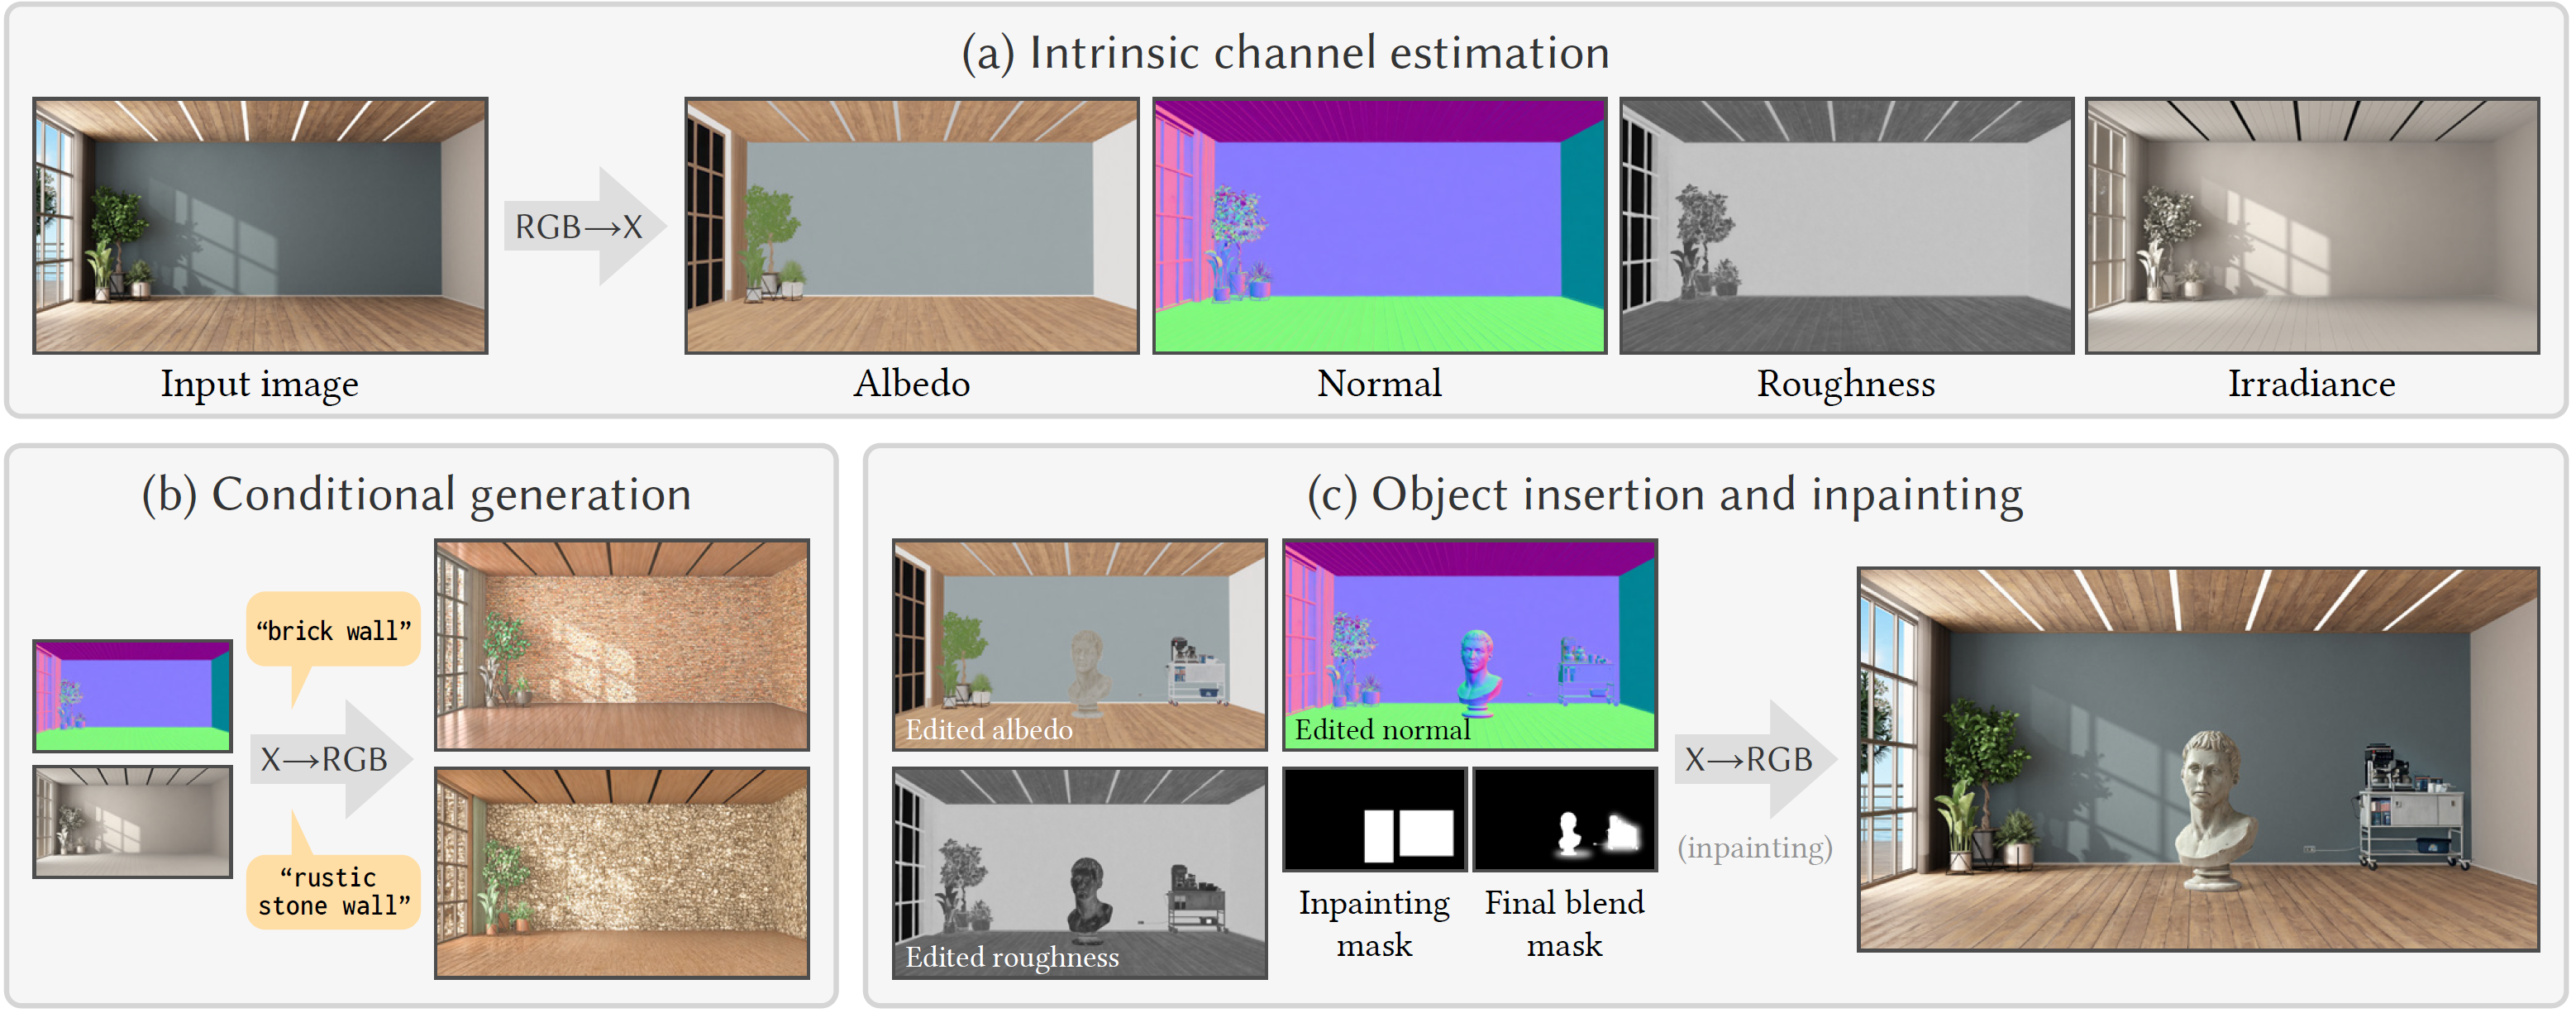 (a) Intrinsic channel estimation
RGB→X
Input image
Albedo
Normal
Roughness
Irradiance
(b) Conditional generation
“brick wall”
X→RGB
“rustic
stone wall”
(c) Object insertion and inpainting
Edited albedo
Edited normal
Edited roughness
Inpainting
mask
Final blend
mask
X→RGB
(inpainting)